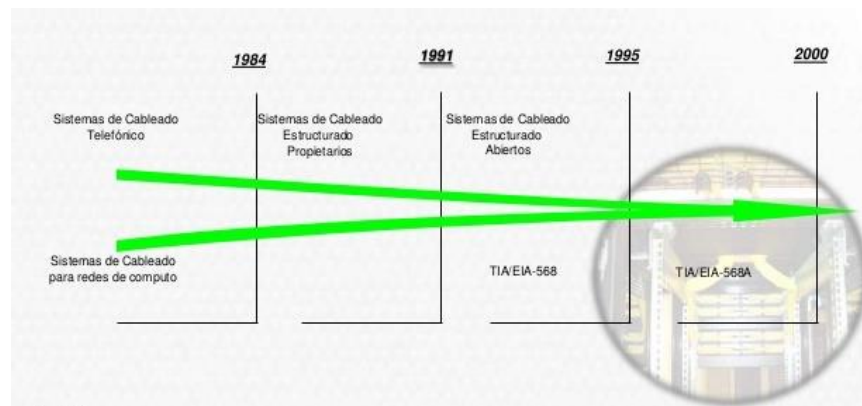 1984
1991
1995
2000
Sistemas de Cableado
Telefónico
Sistemas de Cableado
Estructurado
Propietarios
Sistemas de Cableado
Estructurado
Abiertos
Sistemas de Cableado
para redes de computo
TIA/EIA-568
TIA/EIA-568A